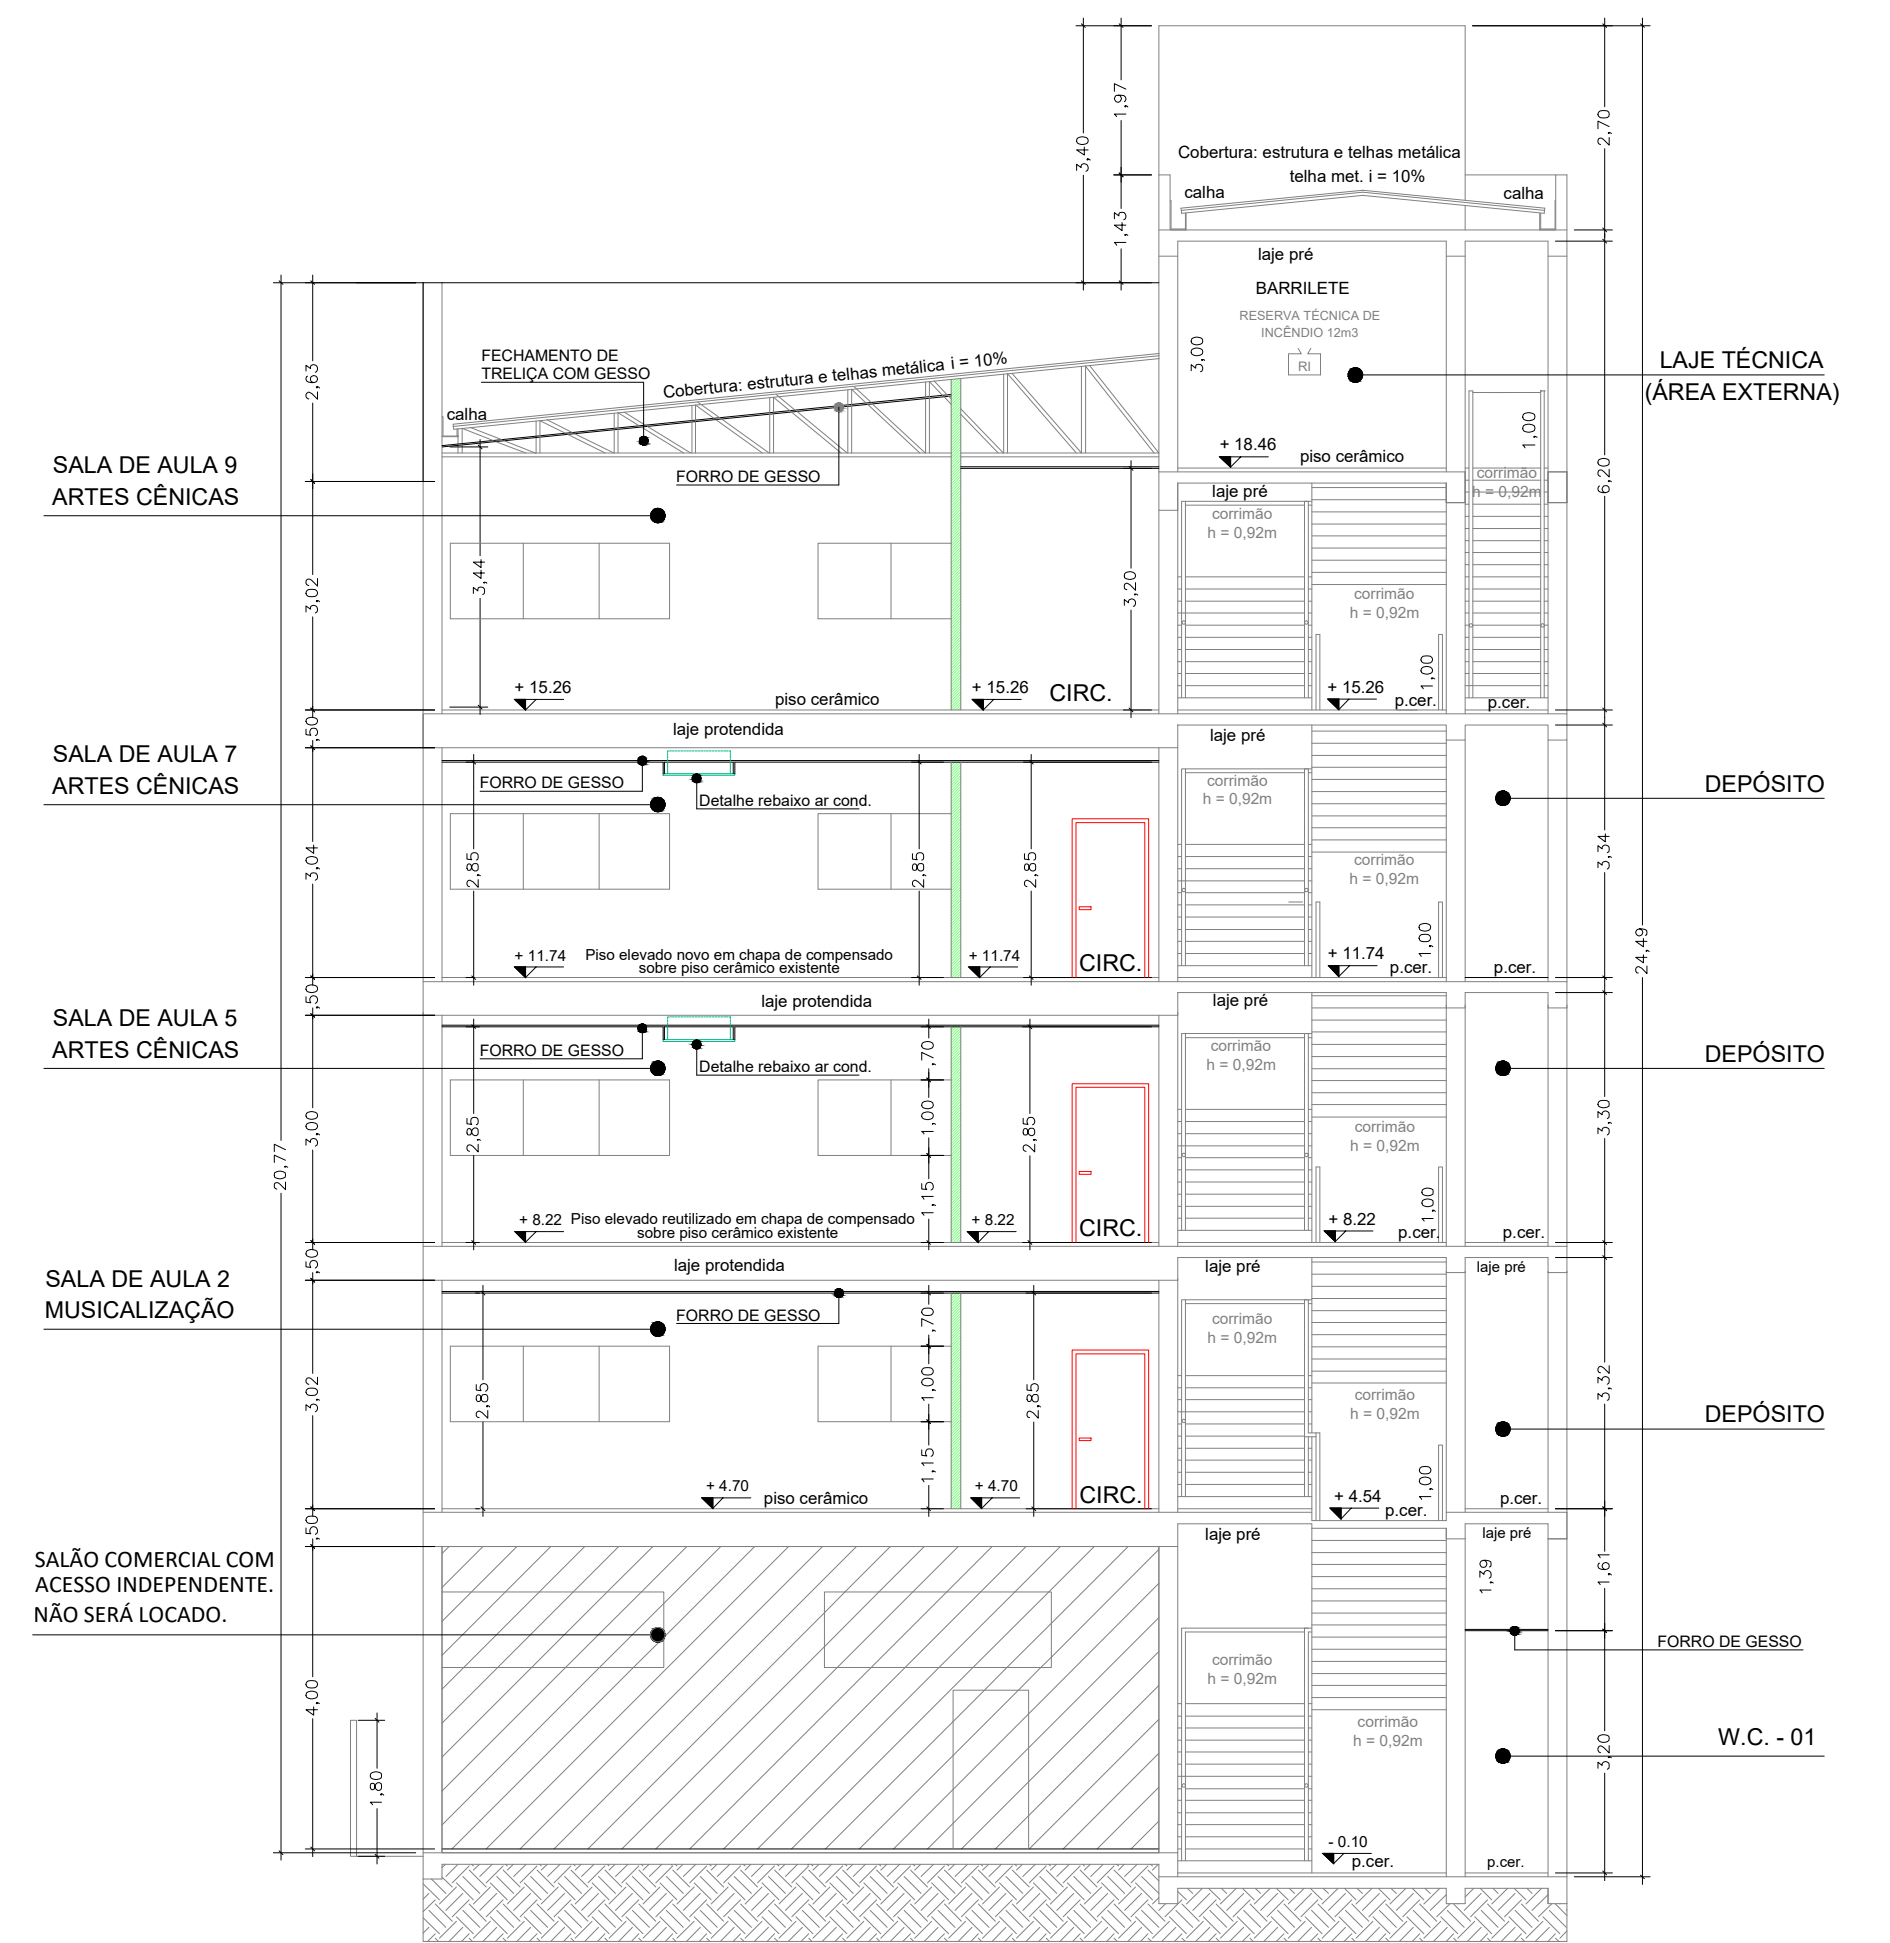 1,97
3,40
2,70
Cobertura: estrutura e telhas metálica
telha met. i = 10%
calha
calha
1,43
laje pré
BARRILETE
RESERVA TÉCNICA DE
INCÊNDIO 12m3
RI
3,00
LAJE TÉCNICA
(ÁREA EXTERNA)
2,63
FECHAMENTO DE
TRELIÇA COM GESSO
Cobertura: estrutura e telhas metálica i = 10%
calha
1,00
+ 18.46
piso cerâmico
SALA DE AULA 9
ARTES CÊNICAS
FORRO DE GESSO
laje pré
corrimão
h = 0,92m
corrimão
h = 0,92m
6,20
3,02
3,44
3,20
corrimão
h = 0,92m
1,00
+ 15.26
piso cerâmico
+ 15.26
CIRC.
+ 15.26
p.cer.
p.cer.
,50
laje protendida
laje pré
SALA DE AULA 7
ARTES CÊNICAS
FORRO DE GESSO
Detalhe rebaixo ar cond.
corrimão
h = 0,92m
DEPÓSITO
3,04
2,85
2,85
2,85
corrimão
h = 0,92m
3,34
1,00
24,49
+ 11.74
Piso elevado novo em chapa de compensado
sobre piso cerâmico existente
+ 11.74
CIRC.
+ 11.74
p.cer.
p.cer.
,50
laje protendida
laje pré
SALA DE AULA 5
ARTES CÊNICAS
FORRO DE GESSO
Detalhe rebaixo ar cond.
,70
corrimão
h = 0,92m
DEPÓSITO
20,77
3,00
2,85
1,00
2,85
corrimão
h = 0,92m
3,30
1,15
1,00
+ 8.22
Piso elevado reutilizado em chapa de compensado
sobre piso cerâmico existente
+ 8.22
CIRC.
+ 8.22
p.cer.
p.cer.
,50
laje protendida
laje pré
laje pré
SALA DE AULA 2
MUSICALIZAÇÃO
FORRO DE GESSO
,70
corrimão
h = 0,92m
3,02
2,85
1,00
2,85
corrimão
h = 0,92m
3,32
DEPÓSITO
1,15
1,00
+ 4.70
piso cerâmico
+ 4.70
CIRC.
+ 4.54
p.cer.
p.cer.
,50
laje pré
laje pré
SALÃO COMERCIAL COM
ACESSO INDEPENDENTE.
NÃO SERÁ LOCADO.
1,39
1,61
FORRO DE GESSO
corrimão
h = 0,92m
4,00
corrimão
h = 0,92m
W.C. - 01
3,20
1,80
- 0.10
p.cer.
p.cer.